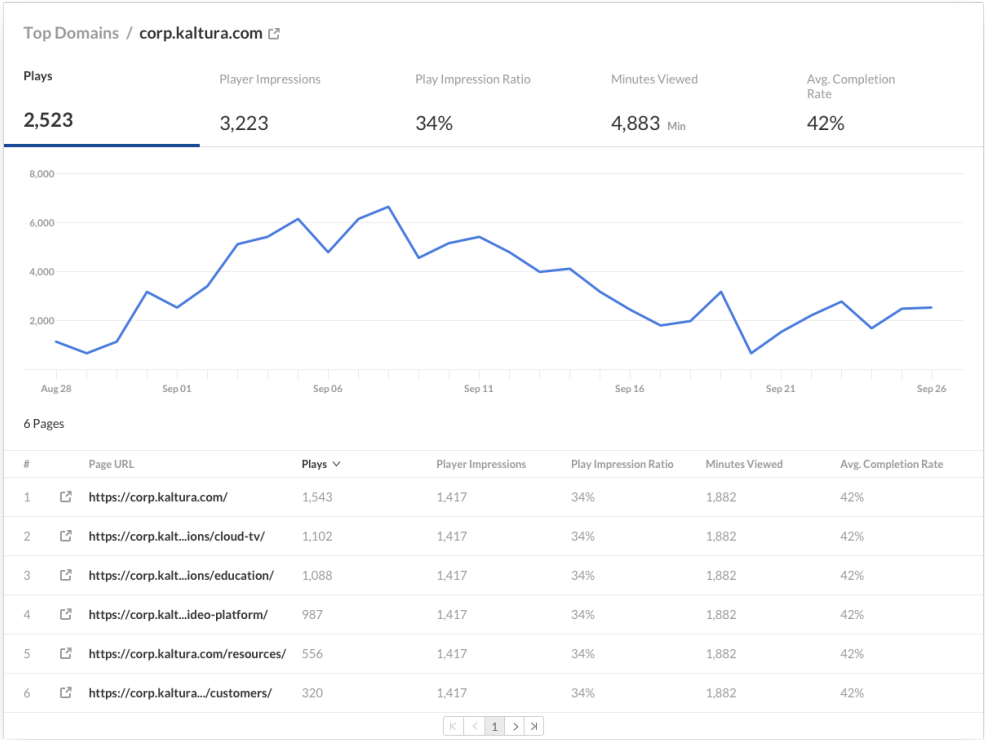 Top Domains / corp.kaltura.com
Plays Player Impressions Play Impression Ratio Minutes Viewed Avg. Completion Rate
2,523 3,223 34% 4,883 Min 42%
8,000
6,000
4,000
2,000
Aug 28 Sep 01 Sep 06 Sep 11 Sep 16 Sep 21 Sep 26
6 Pages
# Page URL Plays Player Impressions Play Impression Ratio Minutes Viewed Avg. Completion Rate
1 https://corp.kaltura.com/ 1,543 1,417 34% 1,882 42%
2 https://corp.kalt...ions/cloud-tv/ 1,102 1,417 34% 1,882 42%
3 https://corp.kalt...ions/education/ 1,088 1,417 34% 1,882 42%
4 https://corp.kalt...ideo-platform/ 987 1,417 34% 1,882 42%
5 https://corp.kaltura.com/resources/ 556 1,417 34% 1,882 42%
6 https://corp.kaltura.../customers/ 320 1,417 34% 1,882 42%
1